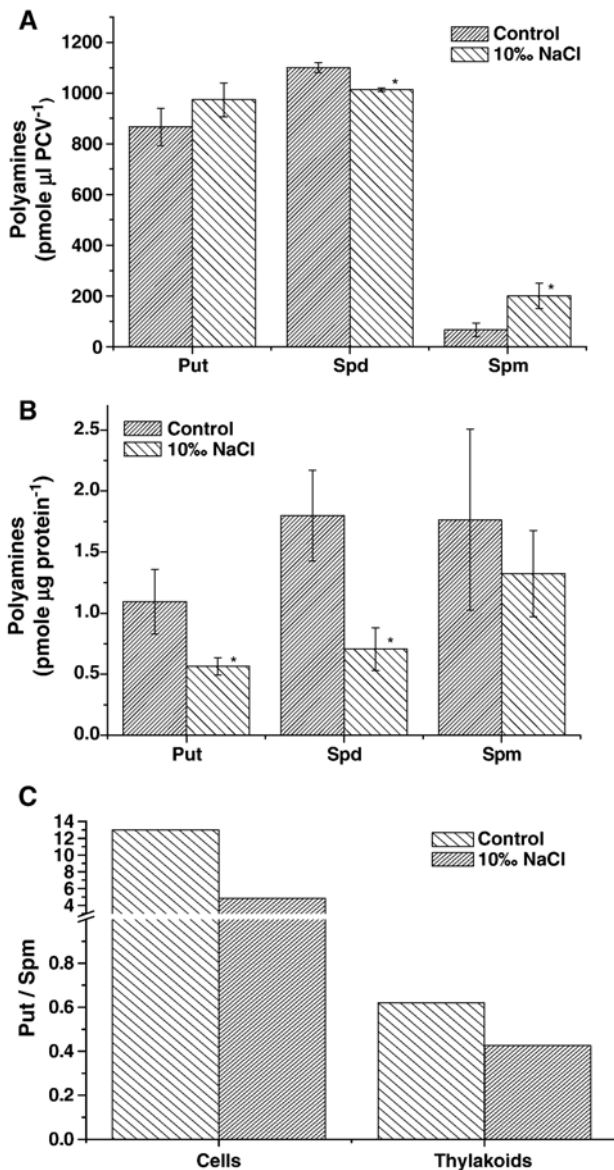 A
Control
10‰ NaCl
Polyamines
(pmole µl PCV⁻¹)
1200
1000
800
600
400
200
0
*
*
Put
Spd
Spm
B
Control
10‰ NaCl
Polyamines
(pmole µg protein⁻¹)
2.5
2.0
1.5
1.0
0.5
0.0
*
*
Put
Spd
Spm
C
Control
10‰ NaCl
Put / Spm
14
12
10
8
6
4
0.8
0.6
0.4
0.2
0.0
Cells
Thylakoids